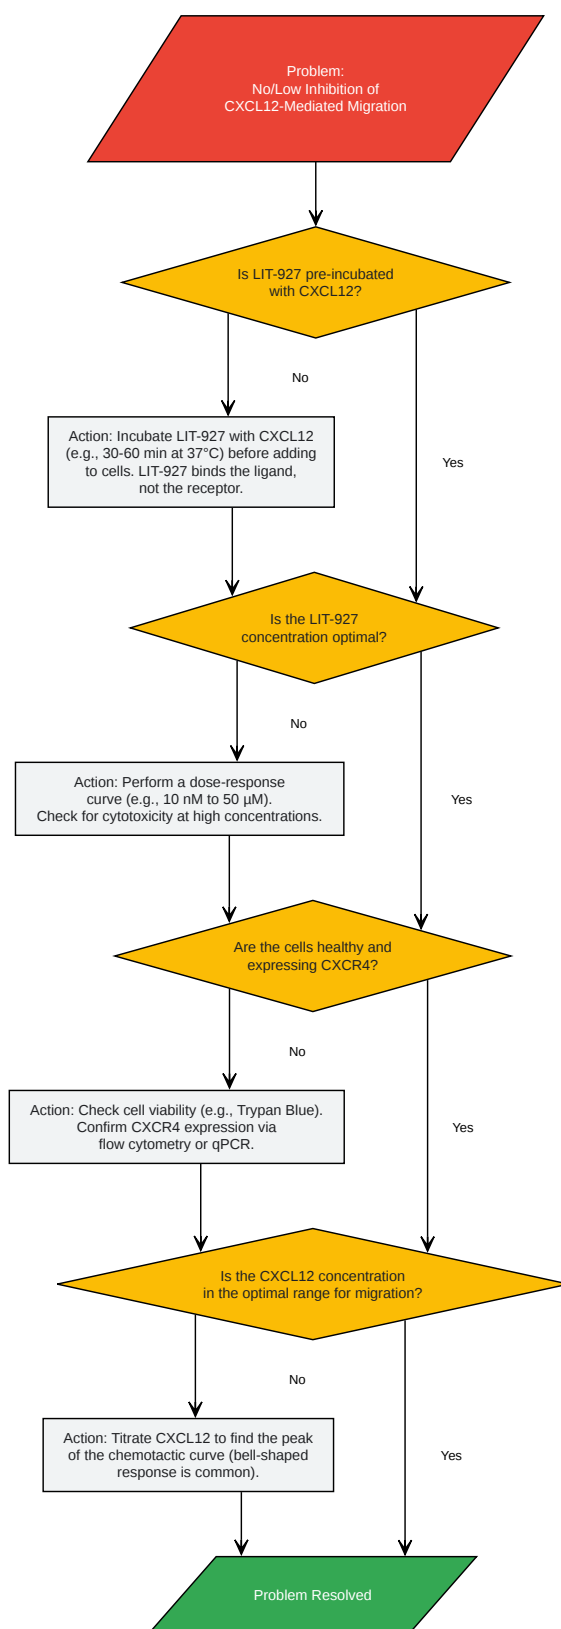 Problem:
No/Low Inhibition of
CXCL12-Mediated Migration
Is LIT-927 pre-incubated
with CXCL12?
No
Action: Incubate LIT-927 with CXCL12
(e.g., 30-60 min at 37°C) before adding
to cells. LIT-927 binds the ligand,
not the receptor.
Yes
Is the LIT-927
concentration optimal?
No
Action: Perform a dose-response
curve (e.g., 10 nM to 50 µM).
Check for cytotoxicity at high concentrations.
Yes
Are the cells healthy and
expressing CXCR4?
No
Action: Check cell viability (e.g., Trypan Blue).
Confirm CXCR4 expression via
flow cytometry or qPCR.
Yes
Is the CXCL12 concentration
in the optimal range for migration?
No
Action: Titrate CXCL12 to find the peak
of the chemotactic curve (bell-shaped
response is common).
Yes
Problem Resolved